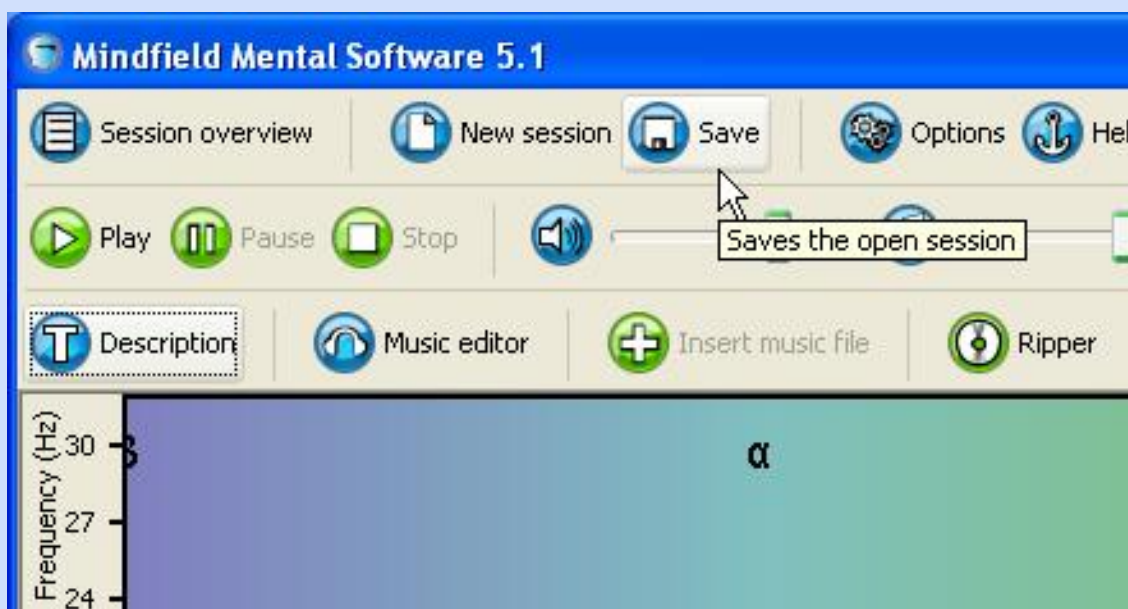 Mindfield Mental Software 5.1
Session overview New session Save Options Hel
Play Pause Stop
Saves the open session
Description Music editor Insert music file Ripper
Frequency (Hz)
30
β α
27
24